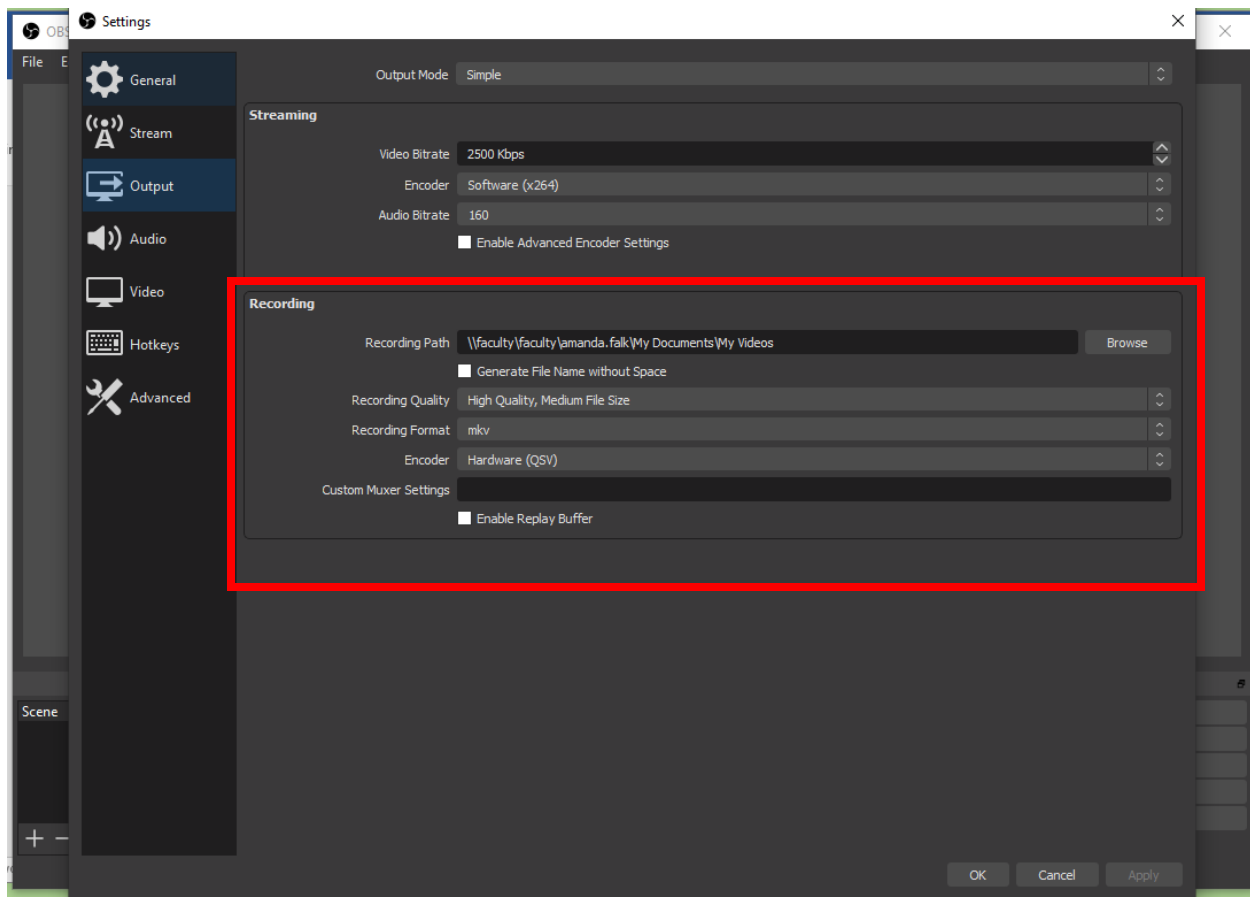 OBS
Settings
File E
General
Stream
Output
Audio
Video
Hotkeys
Advanced
Output Mode Simple
Streaming
Video Bitrate 2500 Kbps
Encoder Software (x264)
Audio Bitrate 160
Enable Advanced Encoder Settings
Recording
Recording Path \\faculty\faculty\amanda.falk\My Documents\My Videos Browse
Generate File Name without Space
Recording Quality High Quality, Medium File Size
Recording Format mkv
Encoder Hardware (QSV)
Custom Muxer Settings
Enable Replay Buffer
Scene
OK Cancel Apply